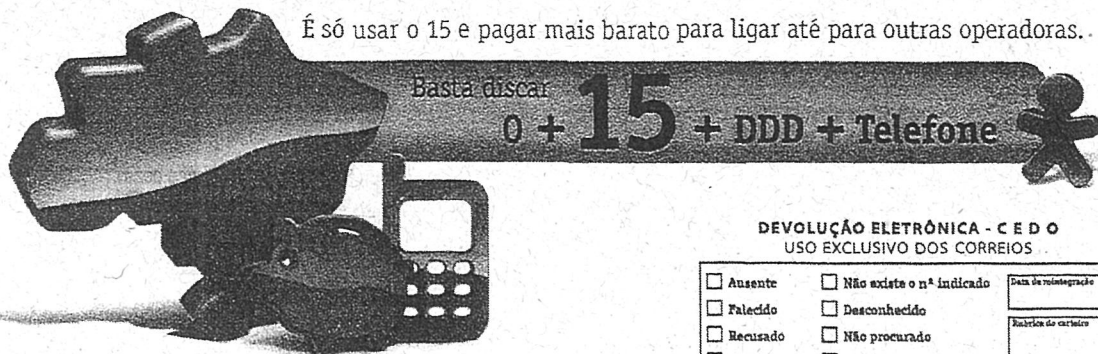 É só usar o 15 e pagar mais barato para ligar até para outras operadoras.
Basta discar
0 + 15 + DDD + Telefone
DEVOLUÇÃO ELETRÔNICA - C E D O
USO EXCLUSIVO DOS CORREIOS
Ausente
Não existe o nº indicado
Data da reintegração
Falecido
Desconhecido
Recusado
Não procurado
Rubrica do carteiro